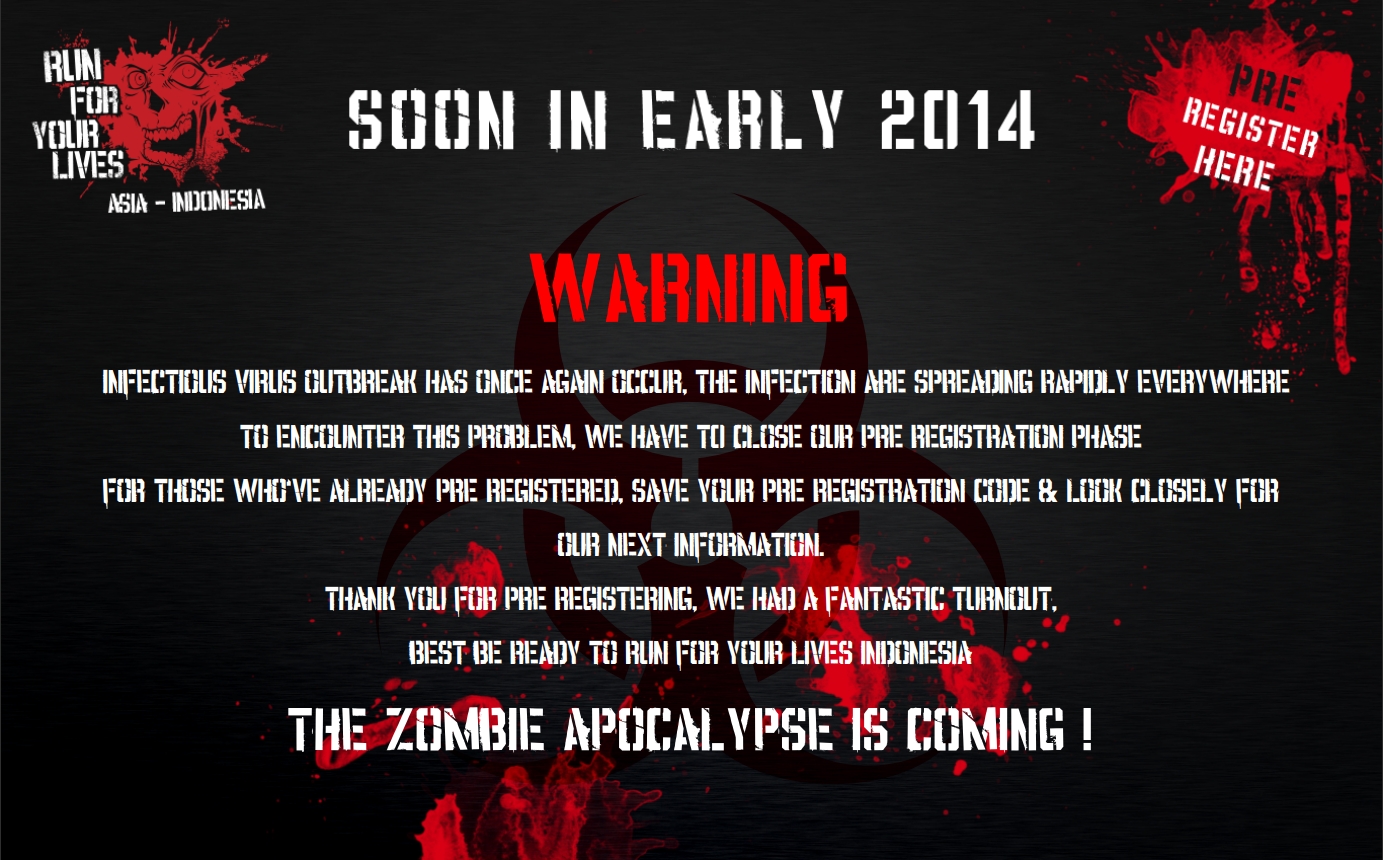 RUN
FOR
YOUR
LIVES
ASIA - INDONESIA
SOON IN EARLY 2014
PRE
REGISTER
HERE
WARNING
INFECTIOUS VIRUS OUTBREAK HAS ONCE AGAIN OCCUR, THE INFECTION ARE SPREADING RAPIDLY EVERYWHERE
TO ENCOUNTER THIS PROBLEM, WE HAVE TO CLOSE OUR PRE REGISTRATION PHASE
FOR THOSE WHO'VE ALREADY PRE REGISTERED, SAVE YOUR PRE REGISTRATION CODE & LOOK CLOSELY FOR
OUR NEXT INFORMATION.
THANK YOU FOR PRE REGISTERING, WE HAD A FANTASTIC TURNOUT,
BEST BE READY TO RUN FOR YOUR LIVES INDONESIA
THE ZOMBIE APOCALYPSE IS COMING !